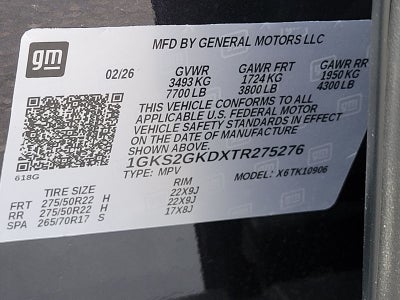 gm
MFD BY GENERAL MOTORS LLC
02/26 GVWR GAWR FRT GAWR RR
3493 KG 1724 KG 1950 KG
7700 LB 3800 LB 4300 LB
THIS VEHICLE CONFORMS TO ALL
APPLICABLE U.S. FEDERAL MOTOR
VEHICLE SAFETY STANDARDS IN EFFECT
ON THE DATE OF MANUFACTURE
SHOWN ABOVE.
1GKS2GKDXTR275276
618G
TYPE: MPV MODEL: X6TK10906
TIRE SIZE RIM
FRT 275/50R22 H 22X9J
RR 275/50R22 H 22X9J
SPA 265/70R17 S 17X8J